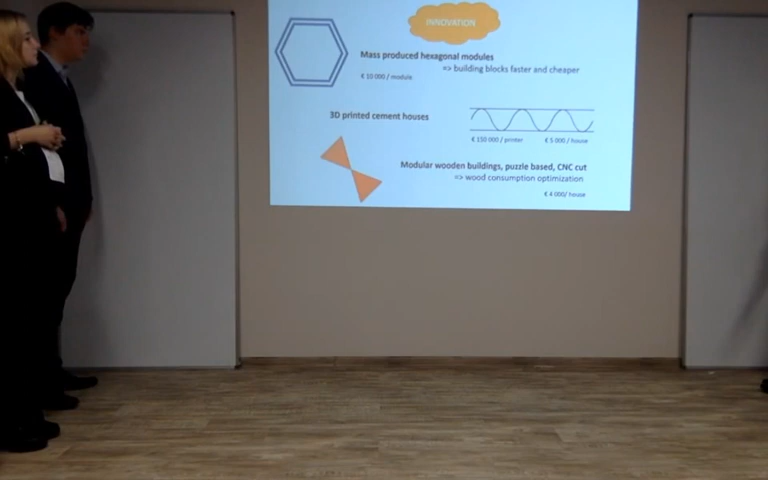 INNOVATION
Mass produced hexagonal modules
=> building blocks faster and cheaper
€ 10 000 / module
3D printed cement houses
€ 150 000 / printer € 5 000 / house
Modular wooden buildings, puzzle based, CNC cut
=> wood consumption optimization
€ 4 000/ house